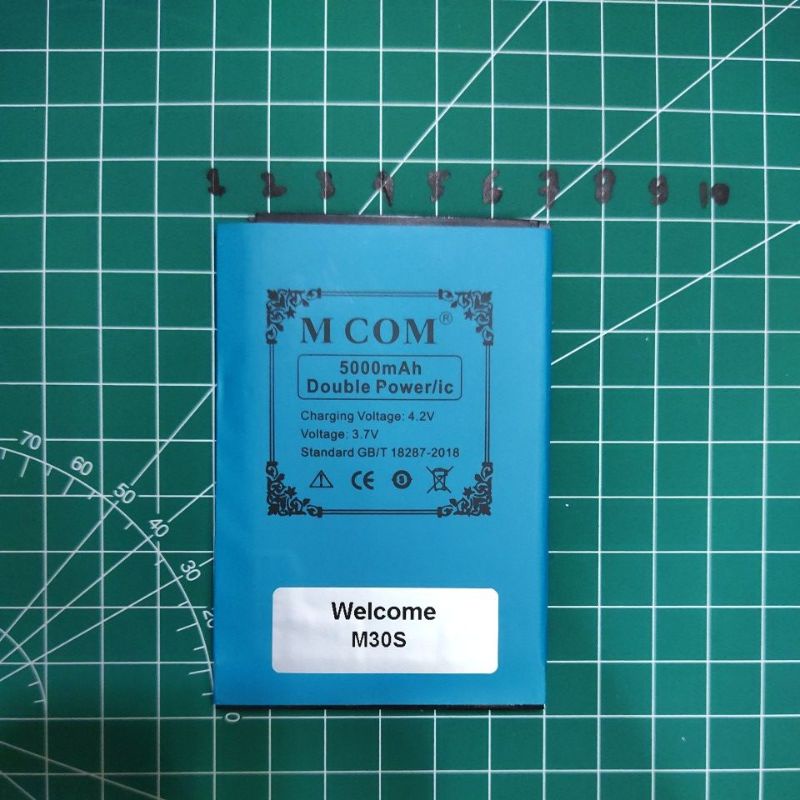 1 2 3 4 5 6 7 8 9 10
M COM®
5000mAh
Double Power/ic
Charging Voltage: 4.2V
Voltage: 3.7V
Standard GB/T 18287-2018
CE
70
60
50
40
30
20
0
Welcome
M30S